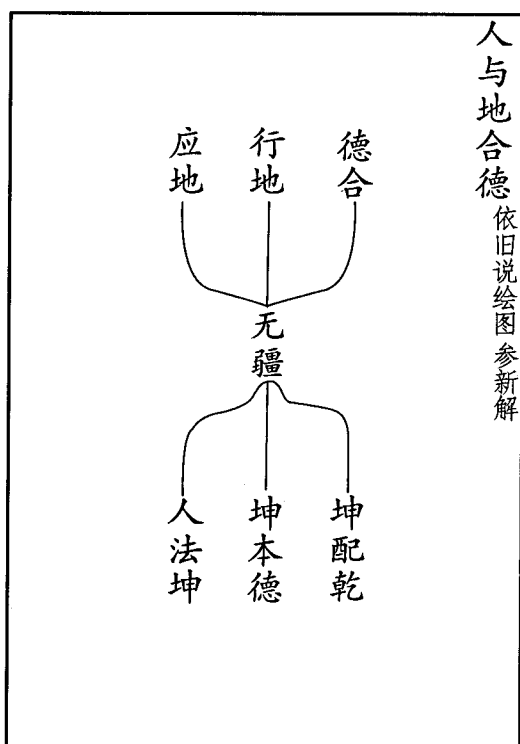 人与地合德
依旧说绘图 参新解
德合
行地
应地
无疆
坤配乾
坤本德
人法坤